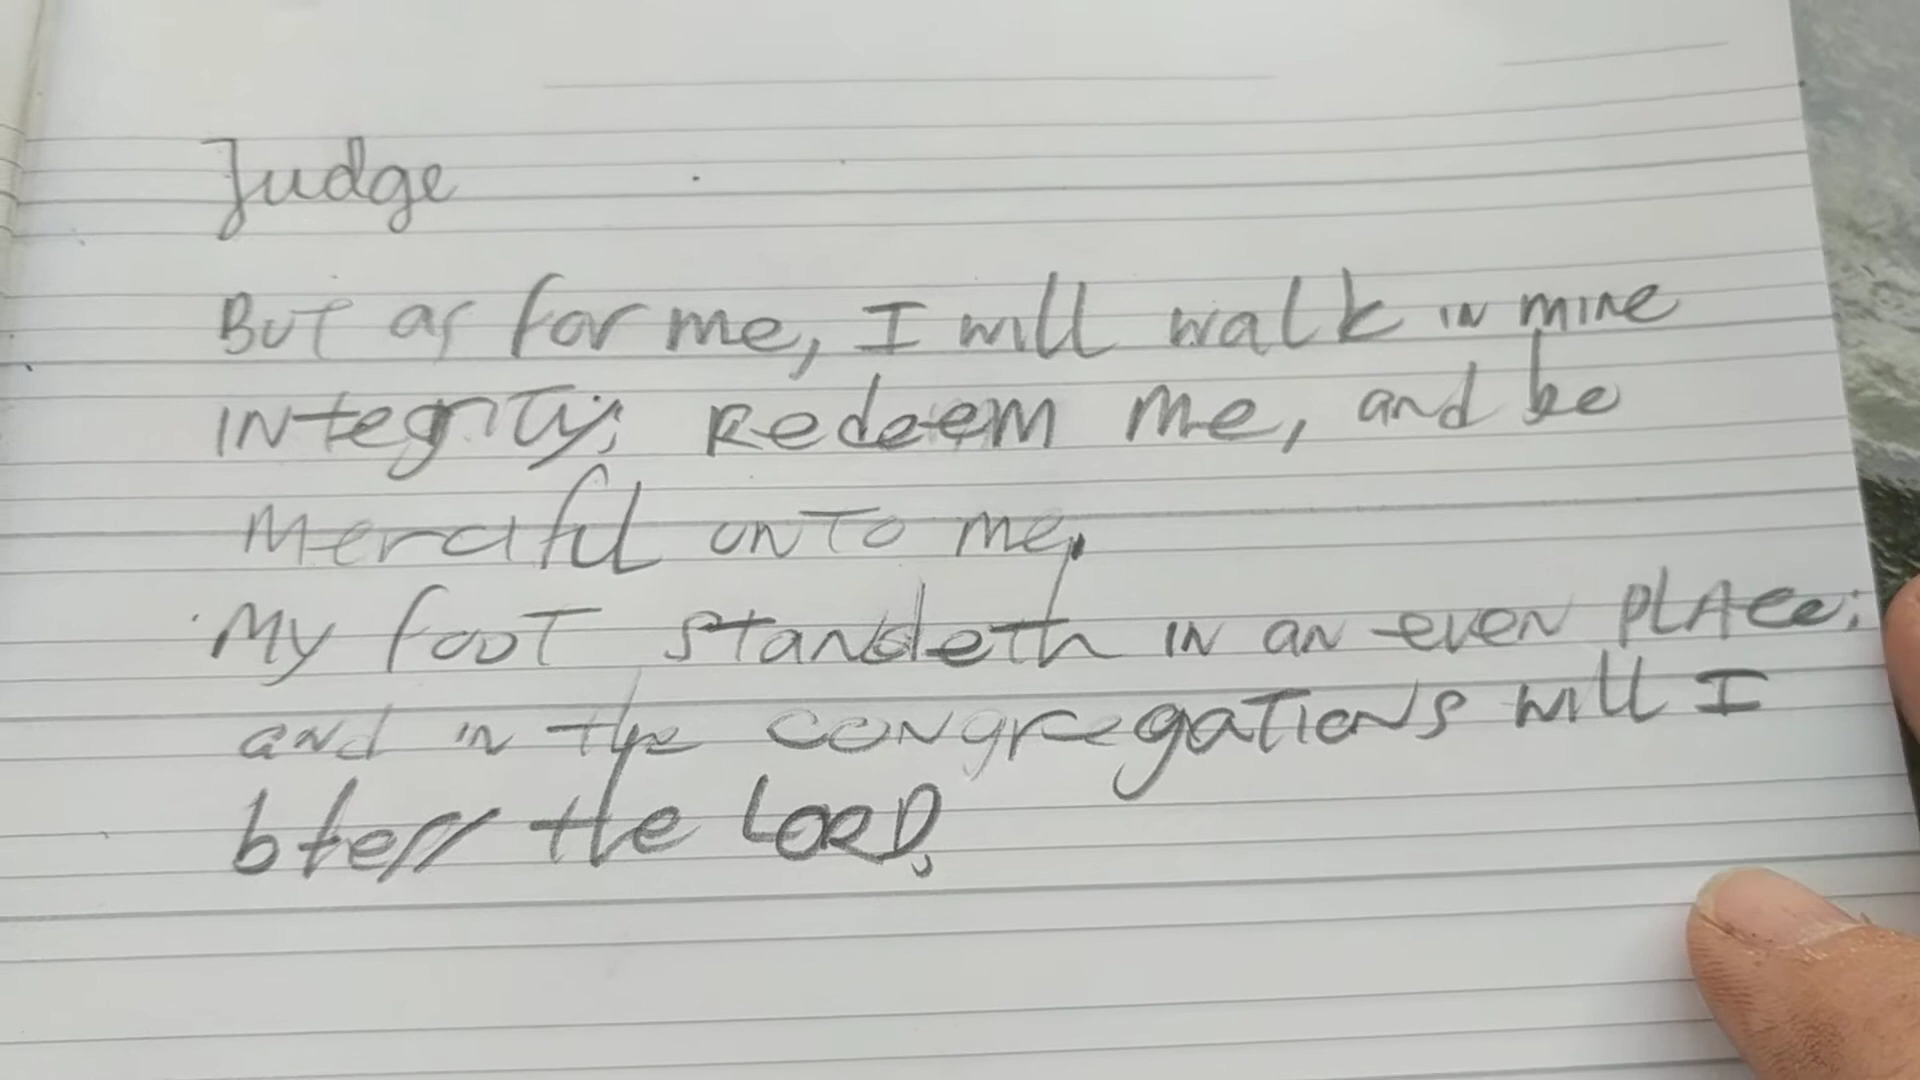 Judge
But as for me, I will walk in mine
integrity; Redeem me, and be
merciful unto me.
My foot standeth in an even place;
and in the congregations will I
bless the LORD.